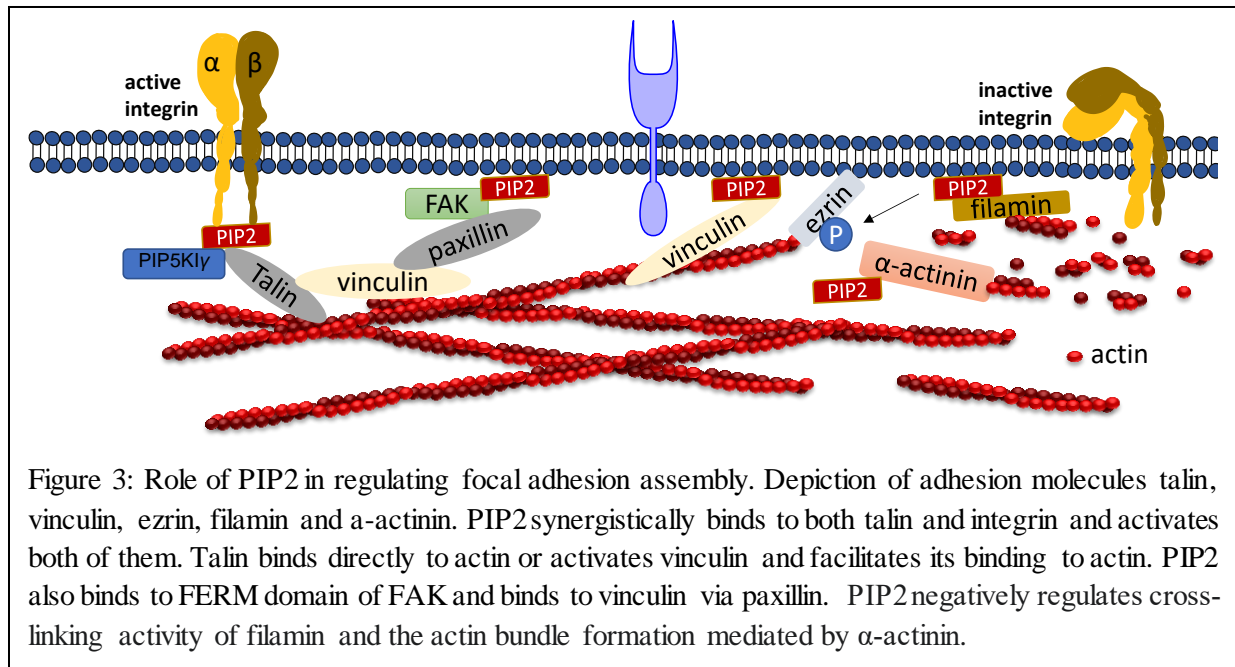 α β
active
integrin
inactive
integrin
PIP2
PIP2
PIP2
FAK
ezrin
filamin
paxillin
P
PIP2
vinculin
PIP5KIγ
Talin
vinculin
α-actinin
PIP2
actin
Figure 3: Role of PIP2 in regulating focal adhesion assembly. Depiction of adhesion molecules talin,
vinculin, ezrin, filamin and a-actinin. PIP2 synergistically binds to both talin and integrin and activates
both of them. Talin binds directly to actin or activates vinculin and facilitates its binding to actin. PIP2
also binds to FERM domain of FAK and binds to vinculin via paxillin. PIP2 negatively regulates cross-
linking activity of filamin and the actin bundle formation mediated by α-actinin.